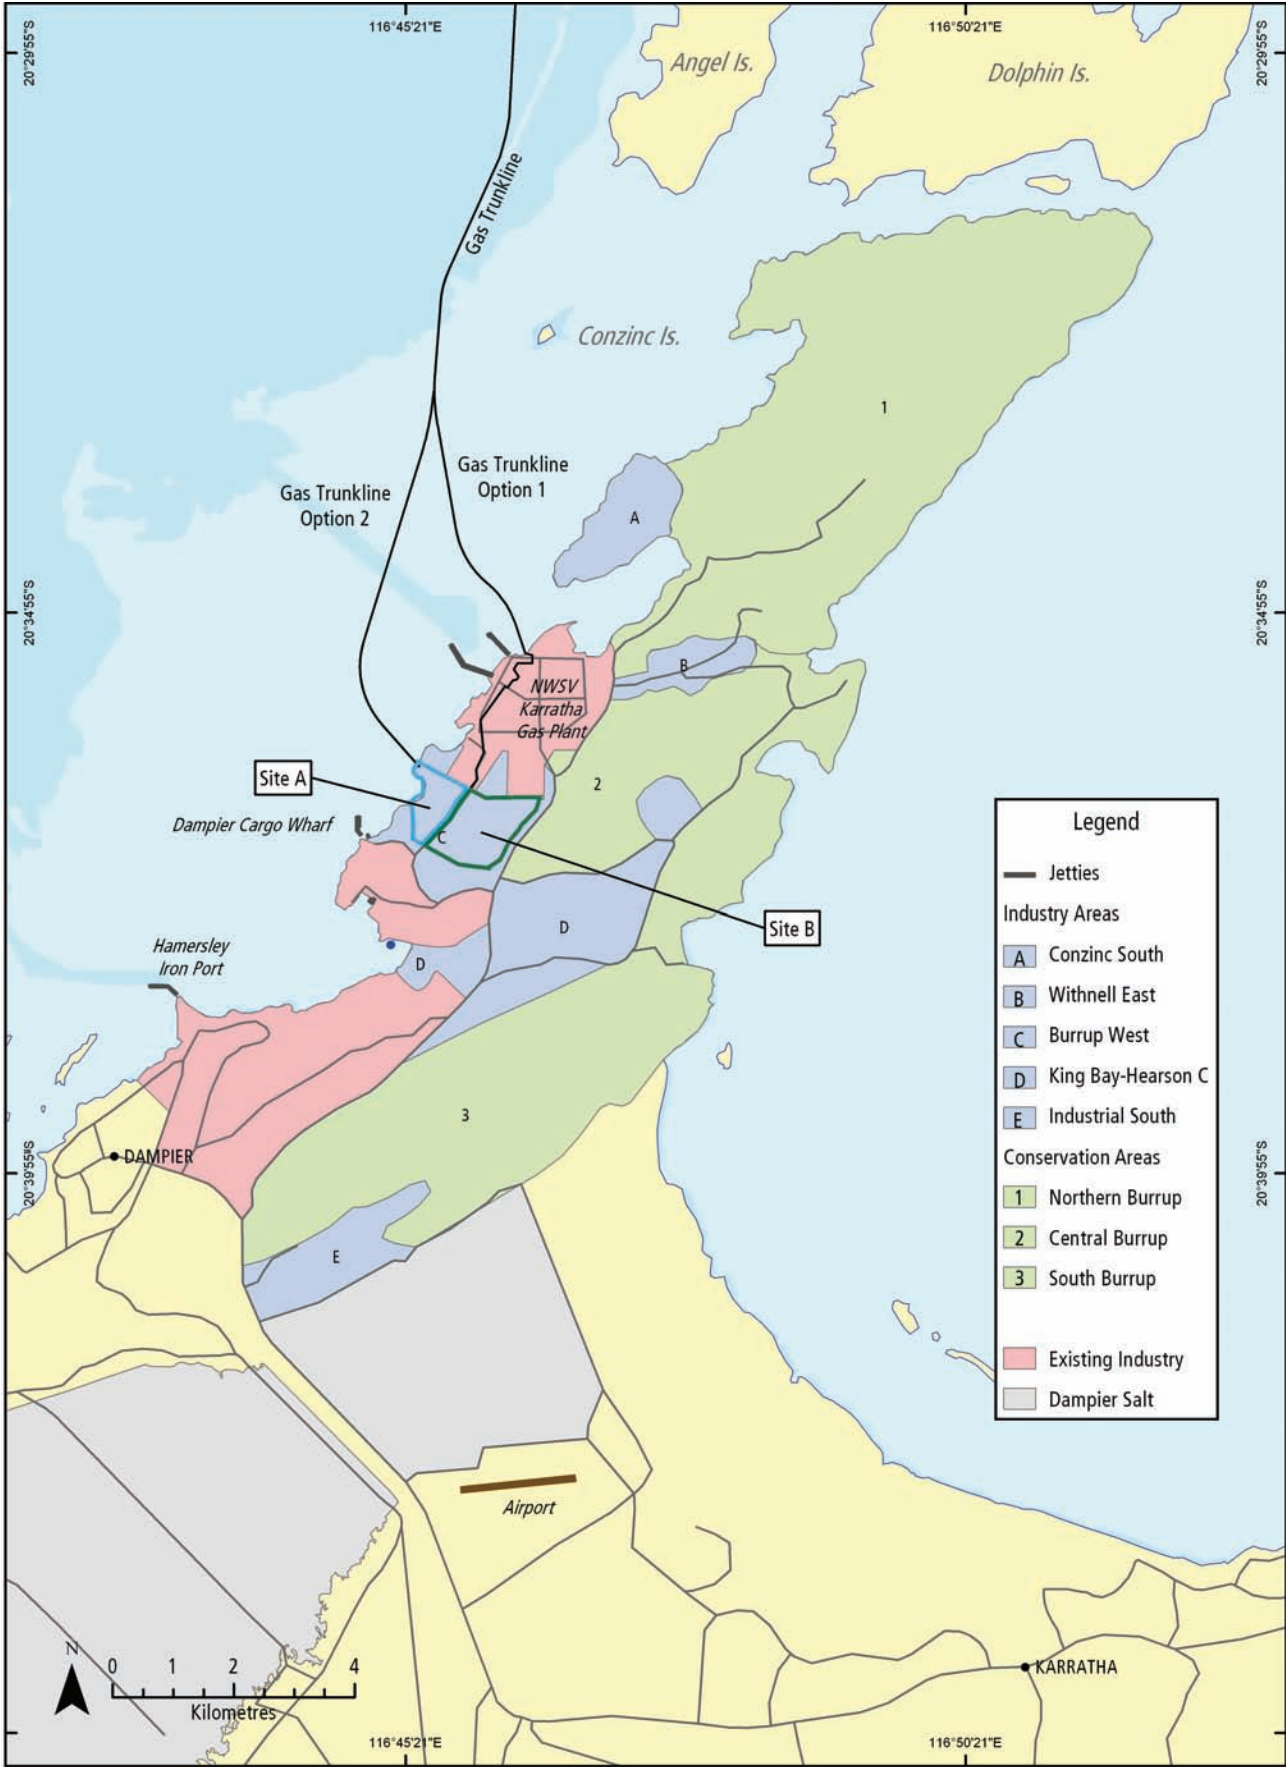 116°45'21"E
116°50'21"E
20°29'55"S
20°29'55"S
Angel Is.
Dolphin Is.
Gas Trunkline
Conzinc Is.
1
Gas Trunkline
Option 1
Gas Trunkline
Option 2
A
20°34'55"S
20°34'55"S
B
NWSV
Karratha
Gas Plant
Site A
2
Dampier Cargo Wharf
C
Site B
D
D
Hamersley
Iron Port
3
DAMPIER
20°39'55"S
20°39'55"S
E
Legend
Jetties
Industry Areas
A Conzinc South
B Withnell East
C Burrup West
D King Bay-Hearson C
E Industrial South
Conservation Areas
1 Northern Burrup
2 Central Burrup
3 South Burrup
Existing Industry
Dampier Salt
Airport
N
0 1 2 4
Kilometres
KARRATHA
116°45'21"E
116°50'21"E